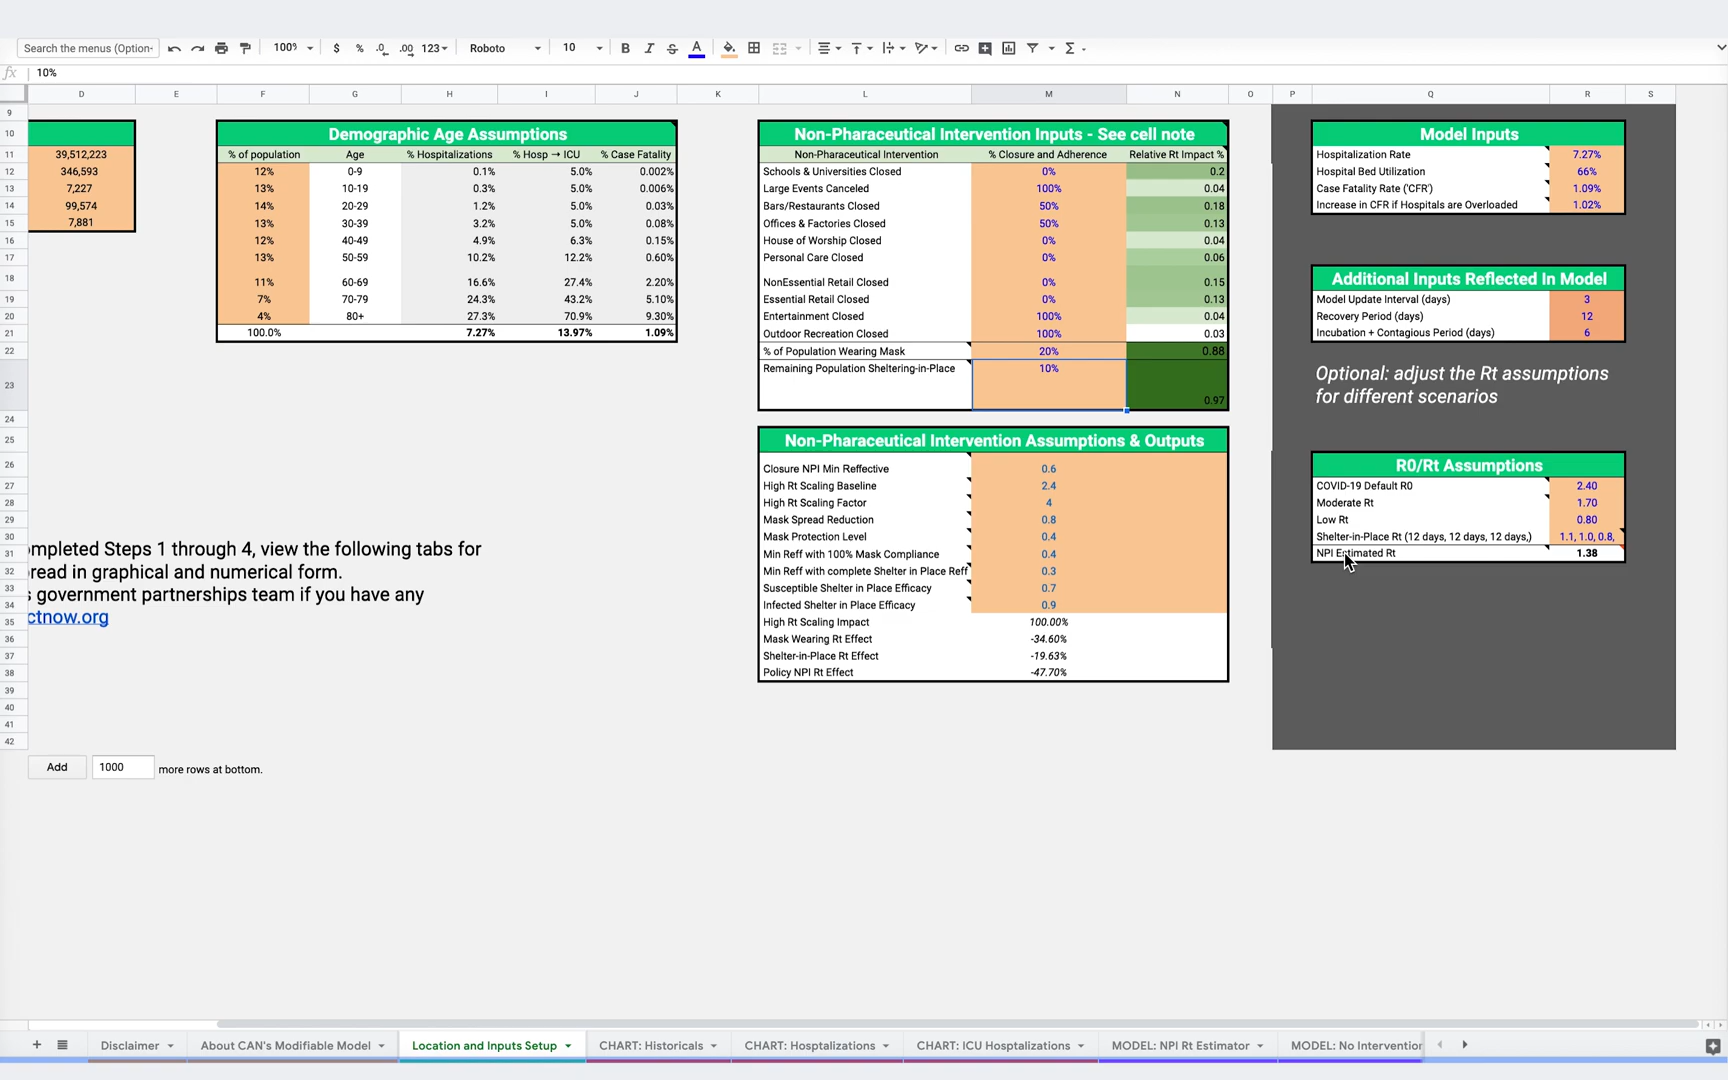 Search the menus (Option-
100%
$ % .0 .00 123
Roboto
10
B I S A
fx 10%
D E F G H I J K L M N O P Q R S
9
10 Demographic Age Assumptions Non-Pharaceutical Intervention Inputs - See cell note Model Inputs
11 39,512,223 % of population Age % Hospitalizations % Hosp → ICU % Case Fatality Non-Pharaceutical Intervention % Closure and Adherence Relative Rt Impact % Hospitalization Rate 7.27%
12 346,593 12% 0-9 0.1% 5.0% 0.002% Schools & Universities Closed 0% 0.2 Hospital Bed Utilization 66%
13 7,227 13% 10-19 0.3% 5.0% 0.006% Large Events Canceled 100% 0.04 Case Fatality Rate ('CFR') 1.09%
14 99,574 14% 20-29 1.2% 5.0% 0.03% Bars/Restaurants Closed 50% 0.18 Increase in CFR if Hospitals are Overloaded 1.02%
15 7,881 13% 30-39 3.2% 5.0% 0.08% Offices & Factories Closed 50% 0.13
16 12% 40-49 4.9% 6.3% 0.15% House of Worship Closed 0% 0.04
17 13% 50-59 10.2% 12.2% 0.60% Personal Care Closed 0% 0.06
18 11% 60-69 16.6% 27.4% 2.20% NonEssential Retail Closed 0% 0.15 Additional Inputs Reflected In Model
19 7% 70-79 24.3% 43.2% 5.10% Essential Retail Closed 0% 0.13 Model Update Interval (days) 3
20 4% 80+ 27.3% 70.9% 9.30% Entertainment Closed 100% 0.04 Recovery Period (days) 12
21 100.0% 7.27% 13.97% 1.09% Outdoor Recreation Closed 100% 0.03 Incubation + Contagious Period (days) 6
22 % of Population Wearing Mask 20% 0.88
23 Remaining Population Sheltering-in-Place 10% 0.97
Optional: adjust the Rt assumptions
for different scenarios
24
25 Non-Pharaceutical Intervention Assumptions & Outputs
26 Closure NPI Min Reffective 0.6 R0/Rt Assumptions
27 High Rt Scaling Baseline 2.4 COVID-19 Default R0 2.40
28 High Rt Scaling Factor 4 Moderate Rt 1.70
29 Mask Spread Reduction 0.8 Low Rt 0.80
30 Mask Protection Level 0.4 Shelter-in-Place Rt (12 days, 12 days, 12 days,) 1.1, 1.0, 0.8,
31 mpleted Steps 1 through 4, view the following tabs for Min Reff with 100% Mask Compliance 0.4 NPI Estimated Rt 1.38
32 read in graphical and numerical form. Min Reff with complete Shelter in Place Reff 0.3
33 s government partnerships team if you have any Susceptible Shelter in Place Efficacy 0.7
34 Infected Shelter in Place Efficacy 0.9
35 ctnow.org High Rt Scaling Impact 100.00%
36 Mask Wearing Rt Effect -34.60%
37 Shelter-in-Place Rt Effect -19.63%
38 Policy NPI Rt Effect -47.70%
39
40
41
42
Add 1000 more rows at bottom.
Disclaimer About CAN's Modifiable Model Location and Inputs Setup CHART: Historicals CHART: Hosptalizations CHART: ICU Hosptalizations MODEL: NPI Rt Estimator MODEL: No Intervention